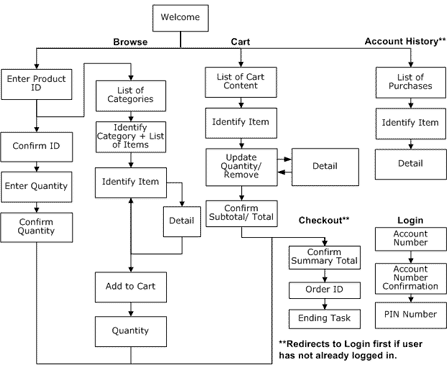 Welcome
Browse
Cart
Account History**
Enter Product
ID
Confirm ID
Enter Quantity
Confirm
Quantity
List of
Categories
Identify
Category + List
of Items
Identify Item
Detail
Add to Cart
Quantity
List of Cart
Content
Identify Item
Update
Quantity/
Remove
Detail
Confirm
Subtotal/ Total
List of
Purchases
Identify Item
Detail
Checkout**
Confirm
Summary Total
Order ID
Ending Task
Login
Account
Number
Account
Number
Confirmation
PIN Number
**Redirects to Login first if user
has not already logged in.